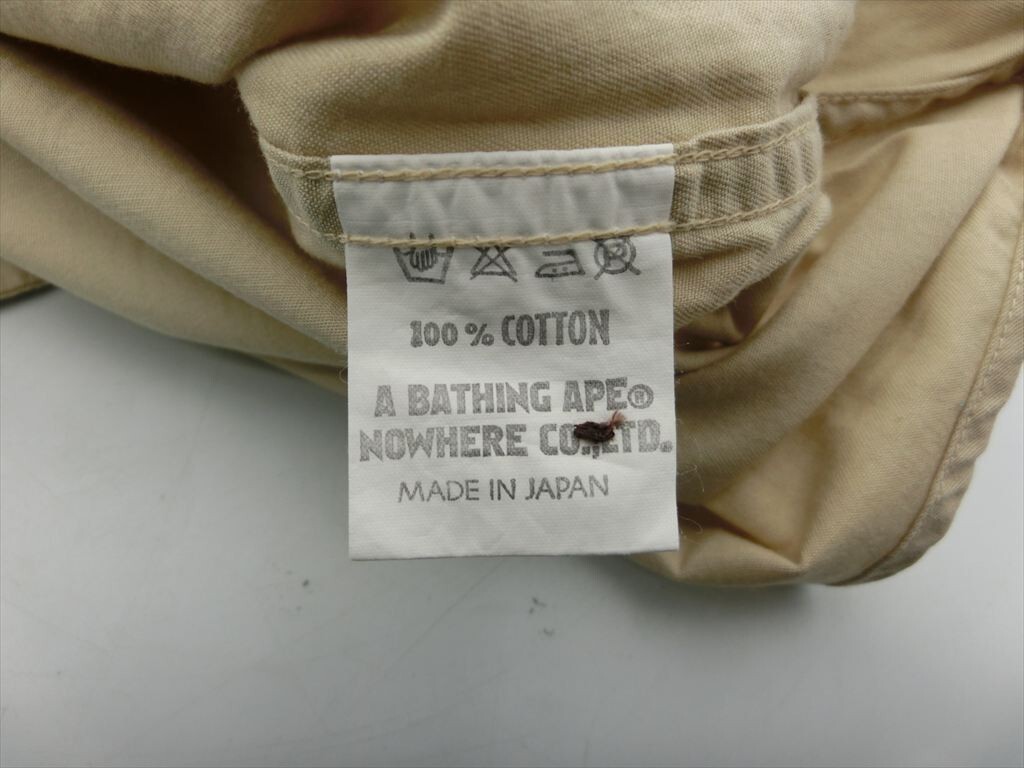 100% COTTON
A BATHING APE®
NOWHERE CO.,LTD.
MADE IN JAPAN